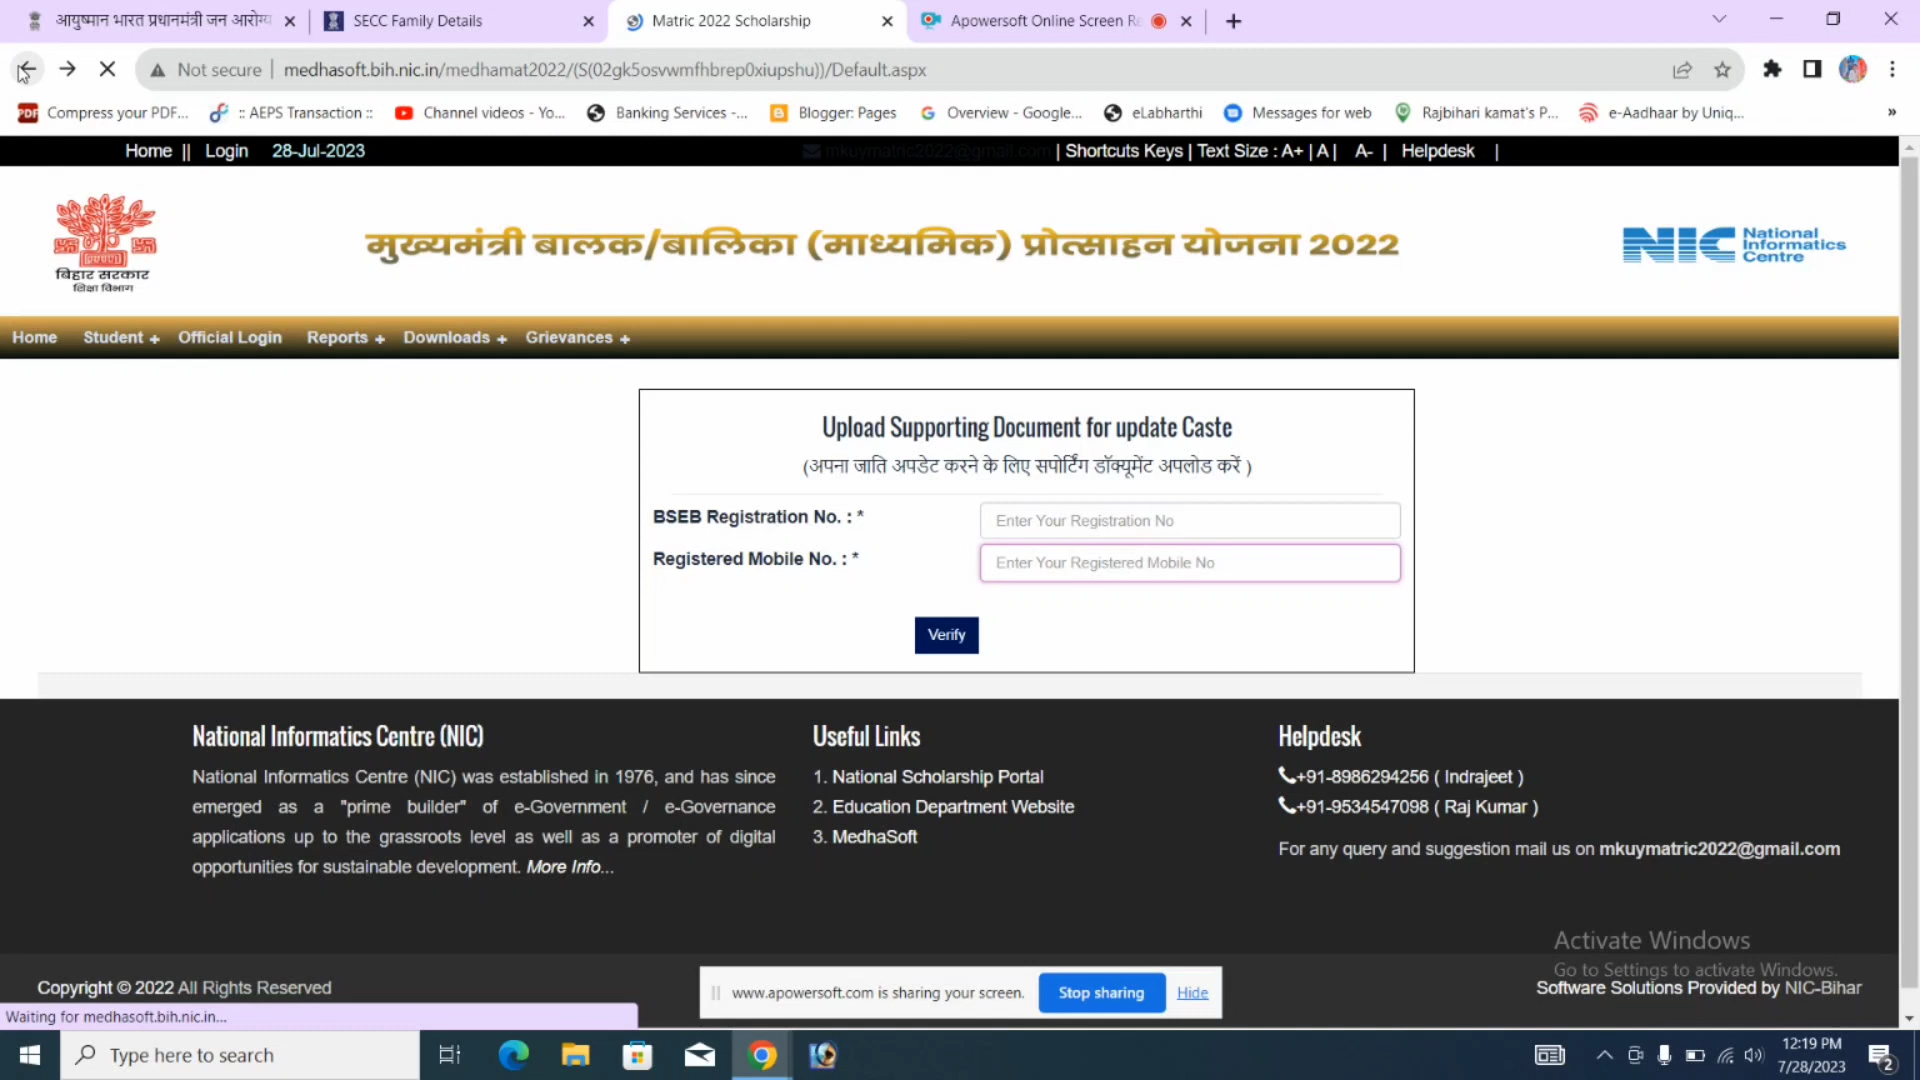 आयुष्मान भारत प्रधानमंत्री जन आरोग्य
SECC Family Details
Matric 2022 Scholarship
Apowersoft Online Screen Re
Not secure
medhasoft.bih.nic.in/medhamat2022/(S(02gk5osvwmfhbrep0xiupshu))/Default.aspx
PDF Compress your PDF...
:: AEPS Transaction ::
Channel videos - Yo...
Banking Services -...
Blogger: Pages
Overview - Google...
eLabharthi
Messages for web
Rajbihari kamat's P...
e-Aadhaar by Uniq...
»
Home || Login 28-Jul-2023
mkuymatric2022@gmail.com | Shortcuts Keys | Text Size : A+ | A | A- | Helpdesk |
बिहार सरकार
शिक्षा विभाग
मुख्यमंत्री बालक/बालिका (माध्यमिक) प्रोत्साहन योजना 2022
NIC National
Informatics
Centre
Home Student + Official Login Reports + Downloads + Grievances +
Upload Supporting Document for update Caste
(अपना जाति अपडेट करने के लिए सपोर्टिंग डॉक्यूमेंट अपलोड करें )
BSEB Registration No. : * Enter Your Registration No
Registered Mobile No. : * Enter Your Registered Mobile No
Verify
National Informatics Centre (NIC)
National Informatics Centre (NIC) was established in 1976, and has since
emerged as a "prime builder" of e-Government / e-Governance
applications up to the grassroots level as well as a promoter of digital
opportunities for sustainable development. More Info...
Useful Links
1. National Scholarship Portal
2. Education Department Website
3. MedhaSoft
Helpdesk
+91-8986294256 ( Indrajeet )
+91-9534547098 ( Raj Kumar )
For any query and suggestion mail us on mkuymatric2022@gmail.com
Activate Windows
Go to Settings to activate Windows.
Copyright © 2022 All Rights Reserved
www.apowersoft.com is sharing your screen. Stop sharing Hide
Software Solutions Provided by NIC-Bihar
Waiting for medhasoft.bih.nic.in...
Type here to search
12:19 PM
7/28/2023
2